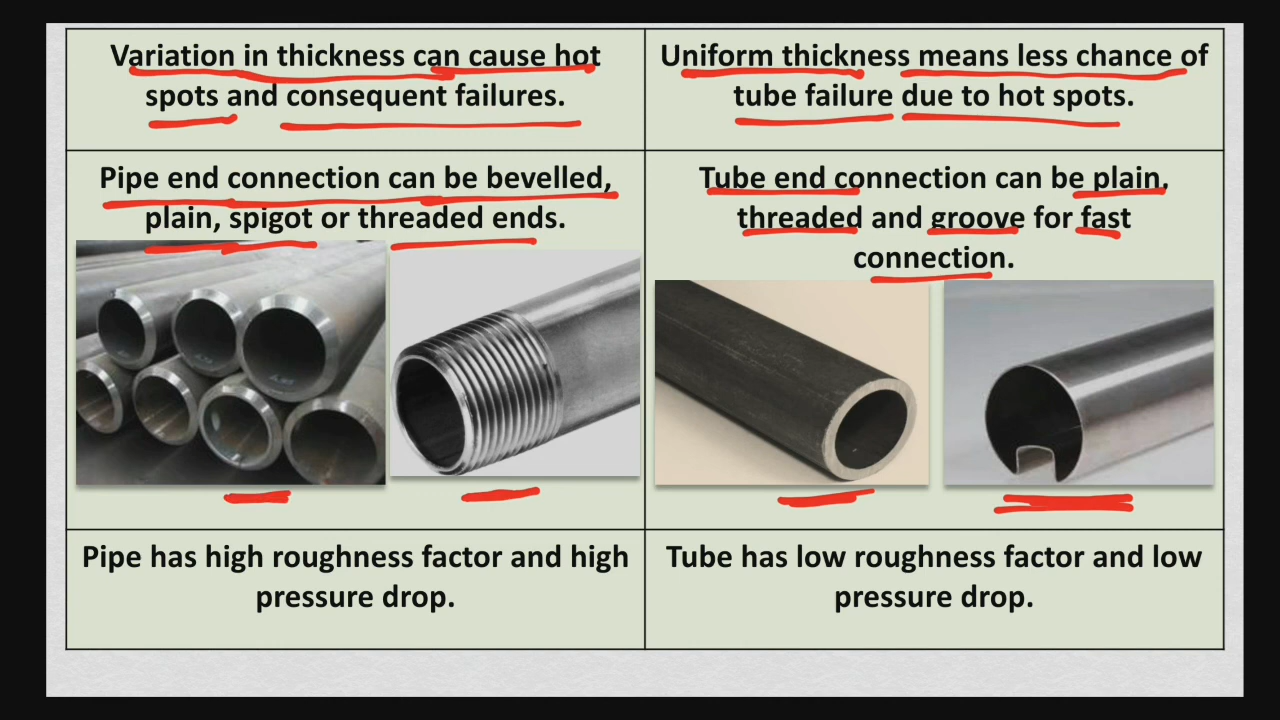 Variation in thickness can cause hot
spots and consequent failures.
Uniform thickness means less chance of
tube failure due to hot spots.
Pipe end connection can be bevelled,
plain, spigot or threaded ends.
Tube end connection can be plain,
threaded and groove for fast
connection.
Pipe has high roughness factor and high
pressure drop.
Tube has low roughness factor and low
pressure drop.